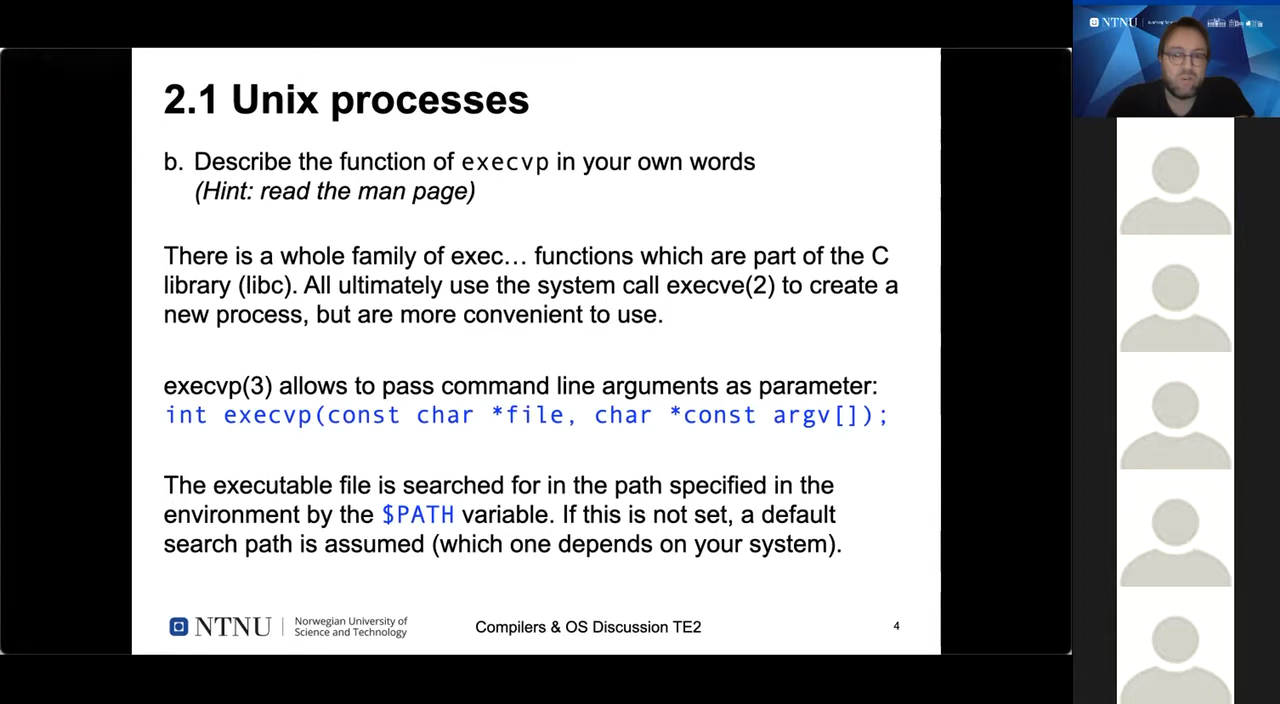 2.1 Unix processes
b. Describe the function of execvp in your own words
(Hint: read the man page)
There is a whole family of exec… functions which are part of the C
library (libc). All ultimately use the system call execve(2) to create a
new process, but are more convenient to use.
execvp(3) allows to pass command line arguments as parameter:
int execvp(const char *file, char *const argv[]);
The executable file is searched for in the path specified in the
environment by the $PATH variable. If this is not set, a default
search path is assumed (which one depends on your system).
NTNU
Norwegian University of
Science and Technology
Compilers & OS Discussion TE2
4
NTNU